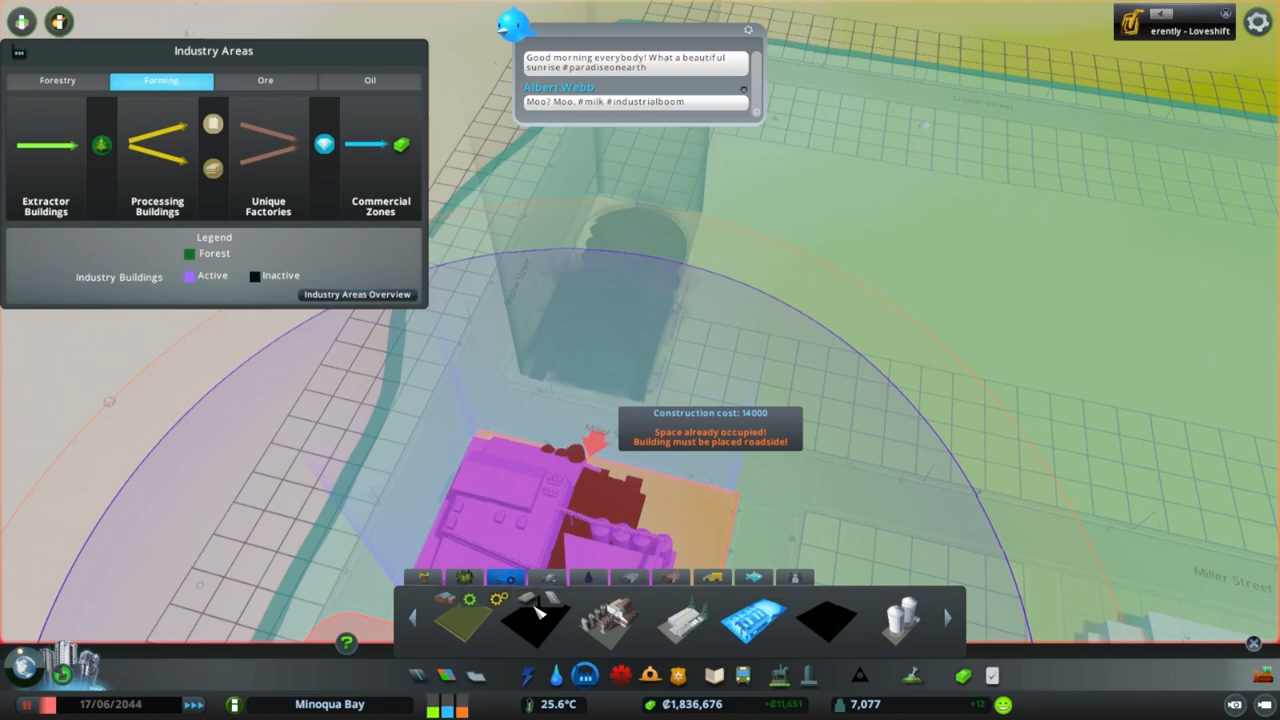 Industry Areas
Forestry
Farming
Ore
Oil
Extractor
Buildings
Processing
Buildings
Unique
Factories
Commercial
Zones
Legend
Forest
Industry Buildings
Active
Inactive
Industry Areas Overview
Good morning everybody! What a beautiful
sunrise #paradiseonearth
Albert Webb
Moo? Moo. #milk #industrialboom
erently - Loveshift
Construction cost: 14000
Space already occupied!
Building must be placed roadside!
Miller Street
?
17/06/2044
Minoqua Bay
25.6°C
₡1,836,676
+₡11,651
7,077
+12